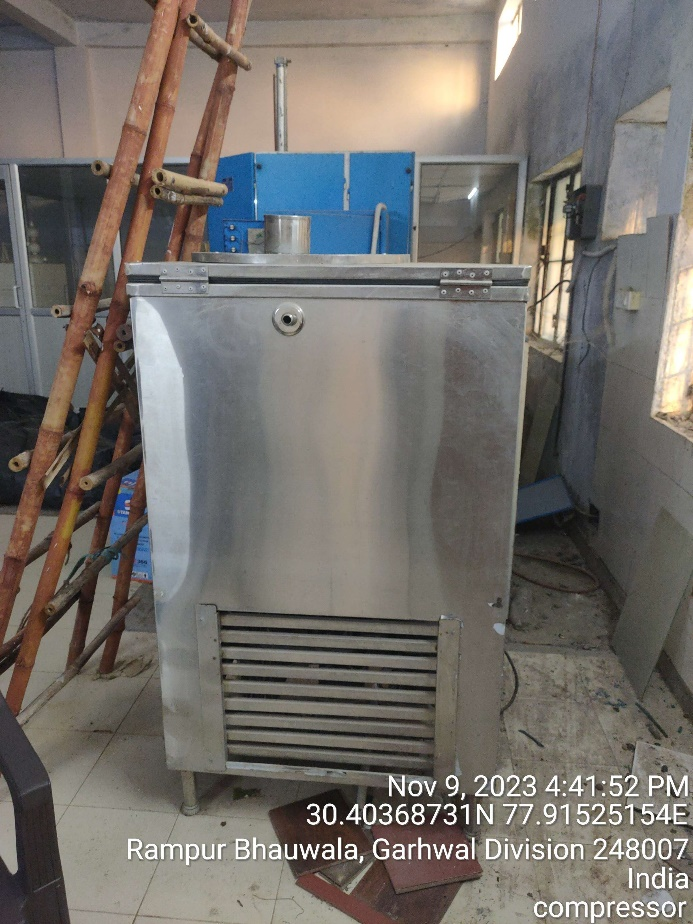 Nov 9, 2023 4:41:52 PM
30.40368731N 77.91525154E
Rampur Bhauwala, Garhwal Division 248007
India
compressor